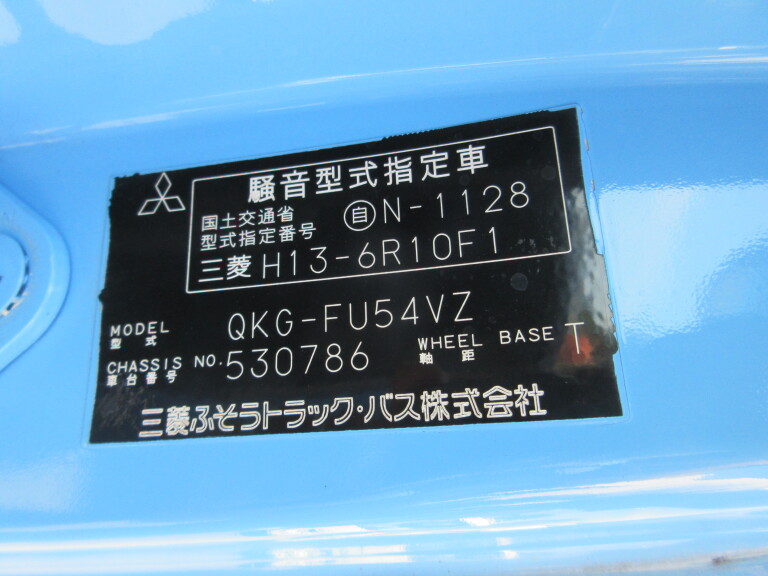 騒音型式指定車
国土交通省
型式指定番号 自N-1128
三菱 H13-6R10F1
MODEL QKG-FU54VZ
型式
CHASSIS NO. 530786 WHEEL BASE T
車台番号 軸距
三菱ふそうトラック・バス株式会社